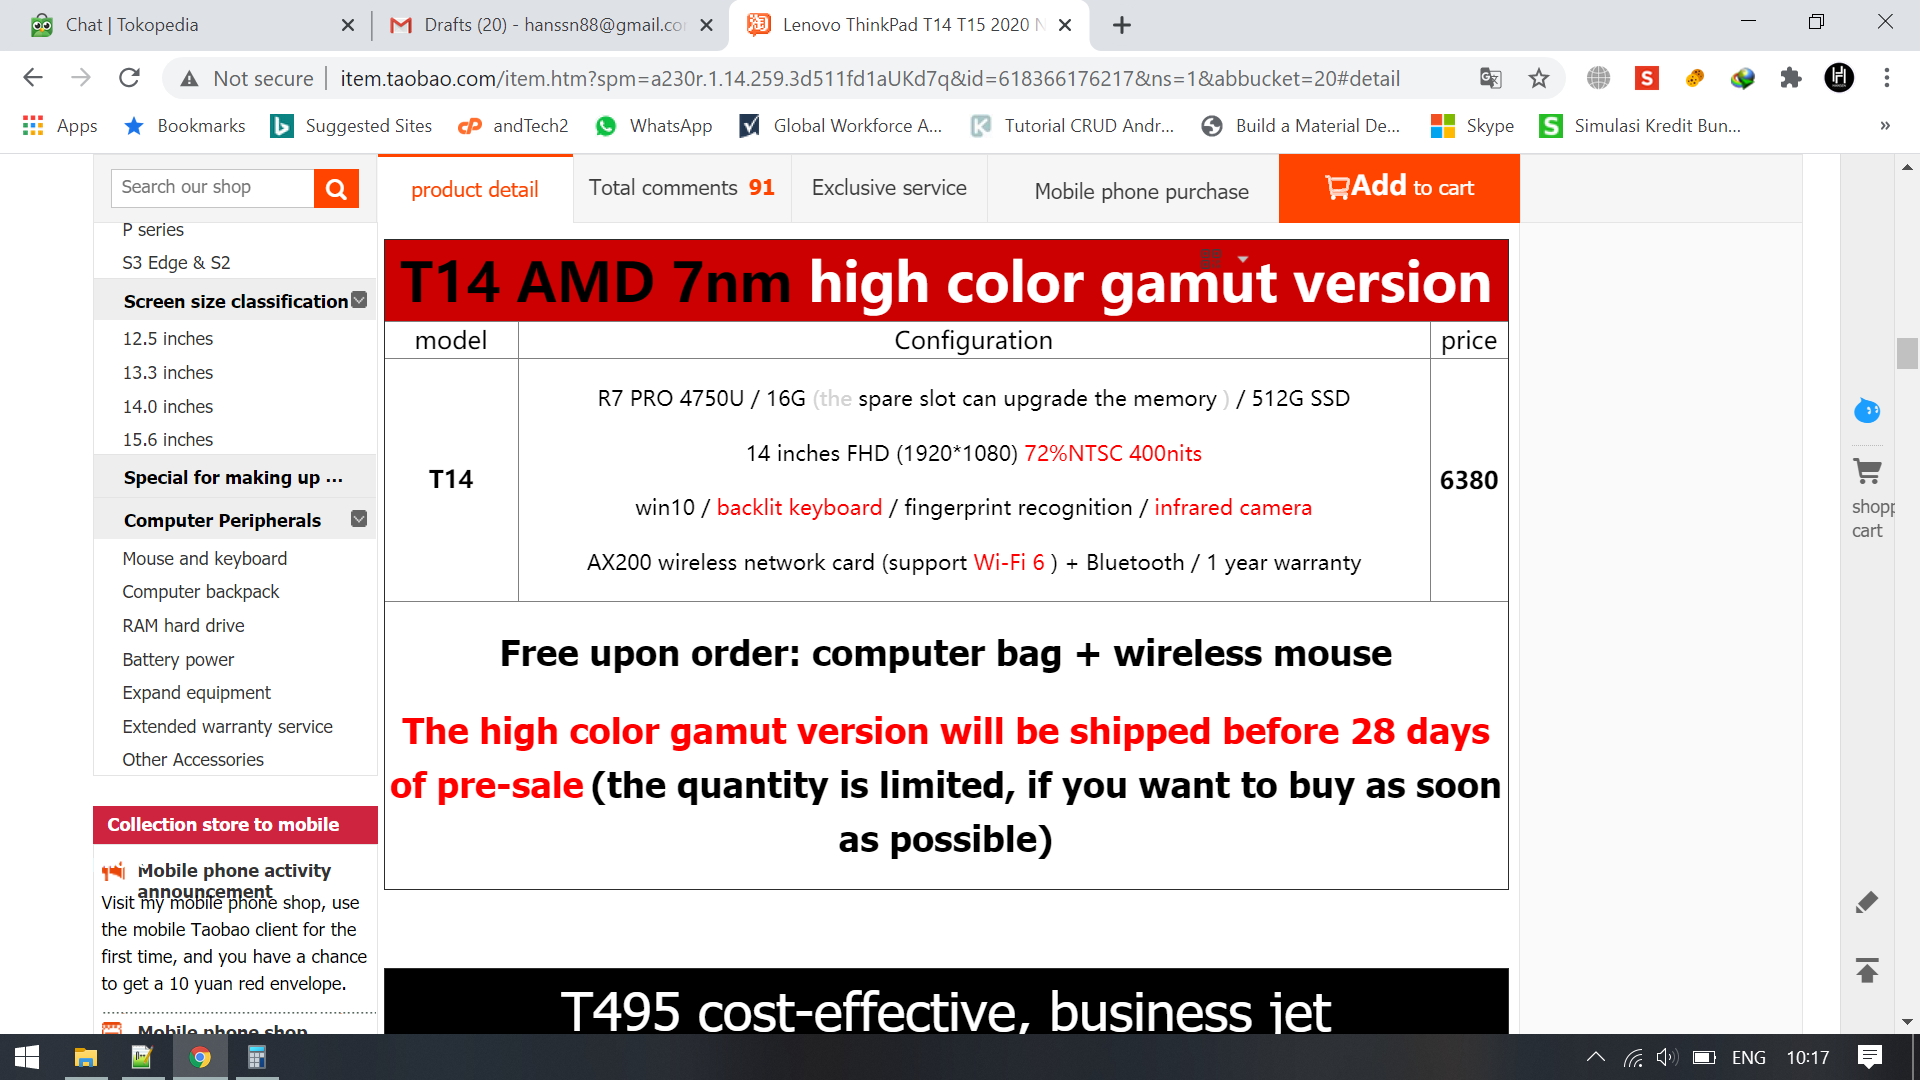 Chat | Tokopedia
Drafts (20) - hanssn88@gmail.co
Lenovo ThinkPad T14 T15 2020 N
Not secure
item.taobao.com/item.htm?spm=a230r.1.14.259.3d511fd1aUKd7q&id=618366176217&ns=1&abbucket=20#detail
Apps
Bookmarks
Suggested Sites
andTech2
WhatsApp
Global Workforce A...
Tutorial CRUD Andr...
Build a Material De...
Skype
Simulasi Kredit Bun...
»
Search our shop
product detail
Total comments 91
Exclusive service
Mobile phone purchase
Add to cart
P series
S3 Edge & S2
Screen size classification
12.5 inches
13.3 inches
14.0 inches
15.6 inches
Special for making up ...
Computer Peripherals
Mouse and keyboard
Computer backpack
RAM hard drive
Battery power
Expand equipment
Extended warranty service
Other Accessories
Collection store to mobile
Mobile phone activity
announcement
Visit my mobile phone shop, use
the mobile Taobao client for the
first time, and you have a chance
to get a 10 yuan red envelope.
Mobile phone shop
T14 AMD 7nm high color gamut version
model
Configuration
price
T14
R7 PRO 4750U / 16G (the spare slot can upgrade the memory ) / 512G SSD
14 inches FHD (1920*1080) 72%NTSC 400nits
win10 / backlit keyboard / fingerprint recognition / infrared camera
AX200 wireless network card (support Wi-Fi 6 ) + Bluetooth / 1 year warranty
6380
Free upon order: computer bag + wireless mouse
The high color gamut version will be shipped before 28 days
of pre-sale (the quantity is limited, if you want to buy as soon
as possible)
T495 cost-effective, business jet
shopp
cart
ENG
10:17